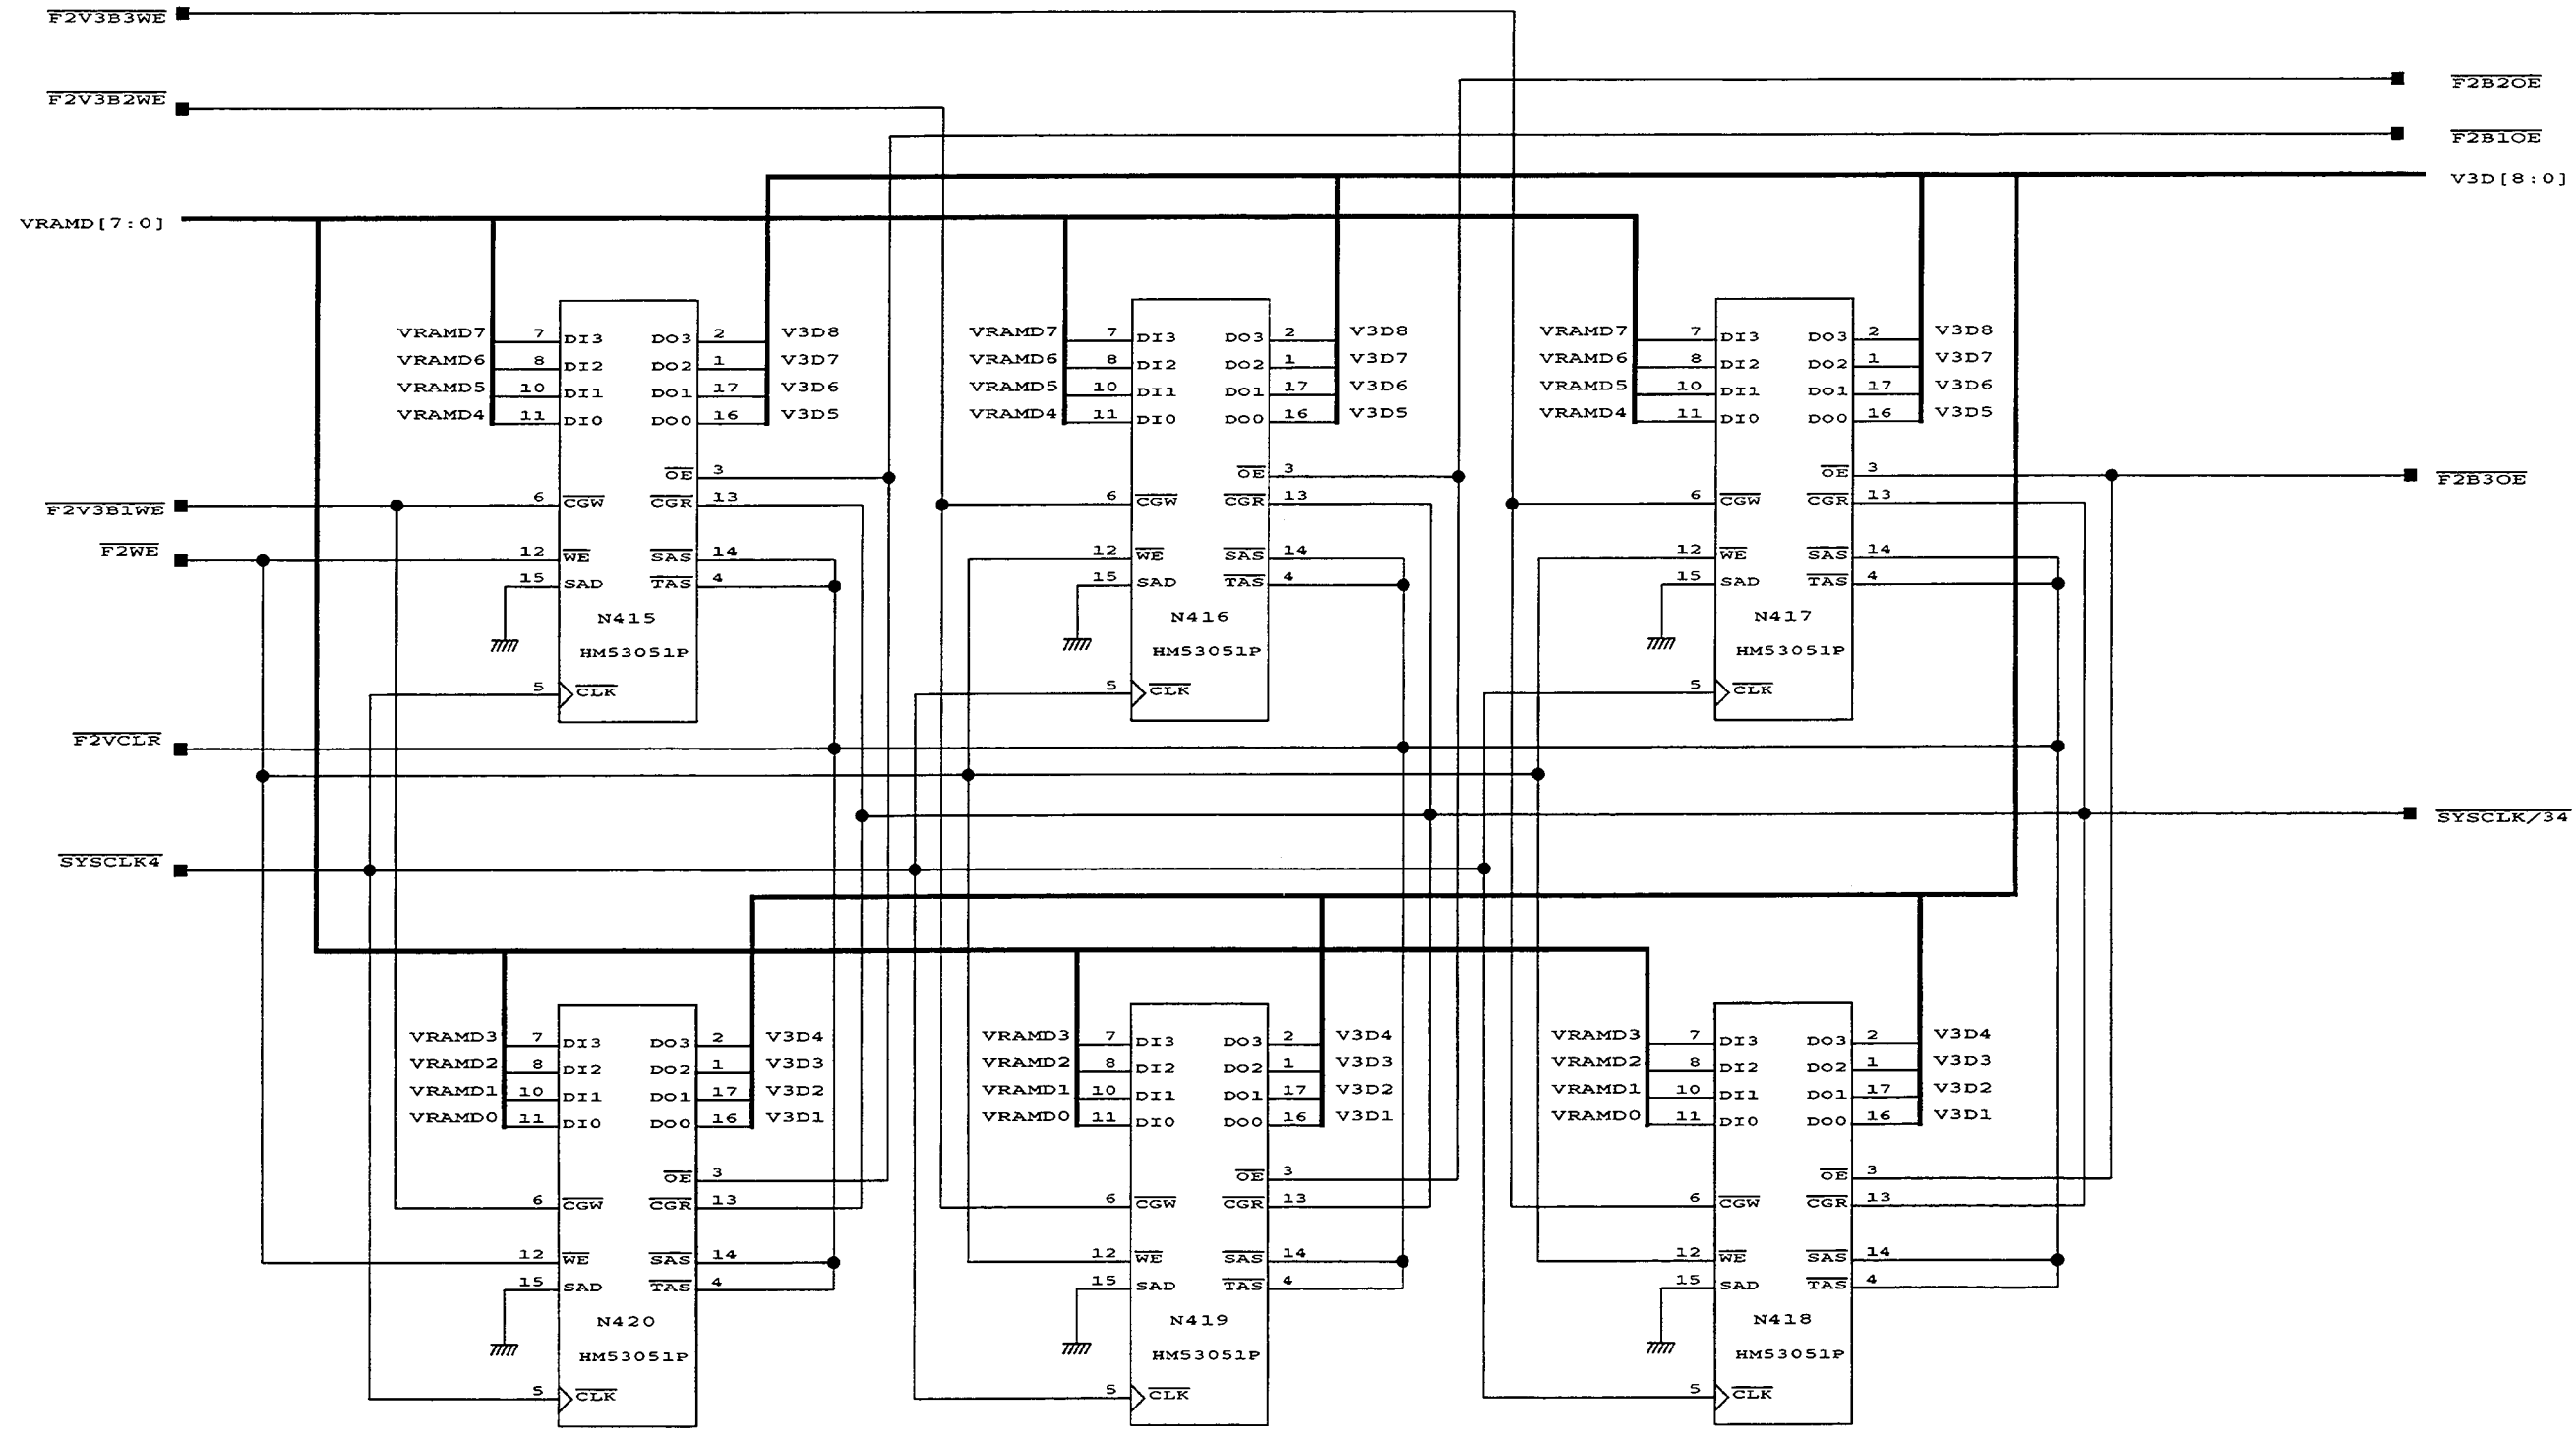 F2V3B3WE
F2B2OE
F2V3B2WE
F2B1OE
V3D[8:0]
VRAMD[7:0]
VRAMD7 7 DI3 DO3 2 V3D8 VRAMD7 7 DI3 DO3 2 V3D8 VRAMD7 7 DI3 DO3 2 V3D8
VRAMD6 8 DI2 DO2 1 V3D7 VRAMD6 8 DI2 DO2 1 V3D7 VRAMD6 8 DI2 DO2 1 V3D7
VRAMD5 10 DI1 DO1 17 V3D6 VRAMD5 10 DI1 DO1 17 V3D6 VRAMD5 10 DI1 DO1 17 V3D6
VRAMD4 11 DI0 DO0 16 V3D5 VRAMD4 11 DI0 DO0 16 V3D5 VRAMD4 11 DI0 DO0 16 V3D5
OE 3 OE 3 OE 3 F2B3OE
F2V3B1WE 6 CGW CGR 13 6 CGW CGR 13 6 CGW CGR 13
F2WE 12 WE SAS 14 12 WE SAS 14 12 WE SAS 14
15 SAD TAS 4 15 SAD TAS 4 15 SAD TAS 4
N415 N416 N417
HM53051P HM53051P HM53051P
5 CLK 5 CLK 5 CLK
F2VCLR
SYSCLK/34
SYSCLK4
VRAMD3 7 DI3 DO3 2 V3D4 VRAMD3 7 DI3 DO3 2 V3D4 VRAMD3 7 DI3 DO3 2 V3D4
VRAMD2 8 DI2 DO2 1 V3D3 VRAMD2 8 DI2 DO2 1 V3D3 VRAMD2 8 DI2 DO2 1 V3D3
VRAMD1 10 DI1 DO1 17 V3D2 VRAMD1 10 DI1 DO1 17 V3D2 VRAMD1 10 DI1 DO1 17 V3D2
VRAMD0 11 DI0 DO0 16 V3D1 VRAMD0 11 DI0 DO0 16 V3D1 VRAMD0 11 DI0 DO0 16 V3D1
OE 3 OE 3 OE 3
6 CGW CGR 13 6 CGW CGR 13 6 CGW CGR 13
12 WE SAS 14 12 WE SAS 14 12 WE SAS 14
15 SAD TAS 4 15 SAD TAS 4 15 SAD TAS 4
N420 N419 N418
HM53051P HM53051P HM53051P
5 CLK 5 CLK 5 CLK